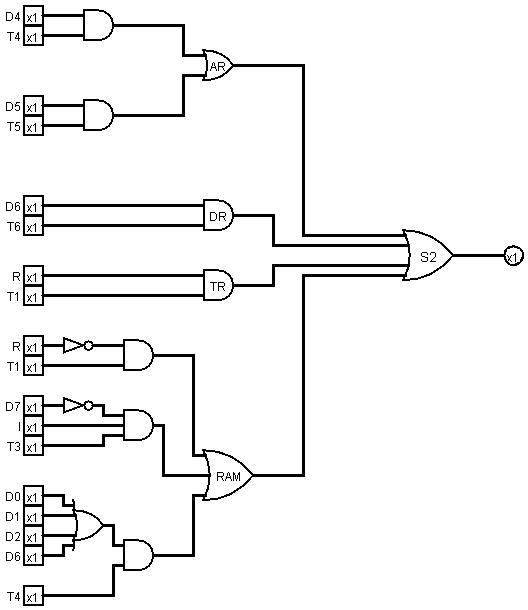 D4 x1
T4 x1
AR
D5 x1
T5 x1
D6 x1
T6 x1
DR
S2
x1
R x1
T1 x1
TR
R x1
T1 x1
D7 x1
I x1
T3 x1
RAM
D0 x1
D1 x1
D2 x1
D6 x1
T4 x1